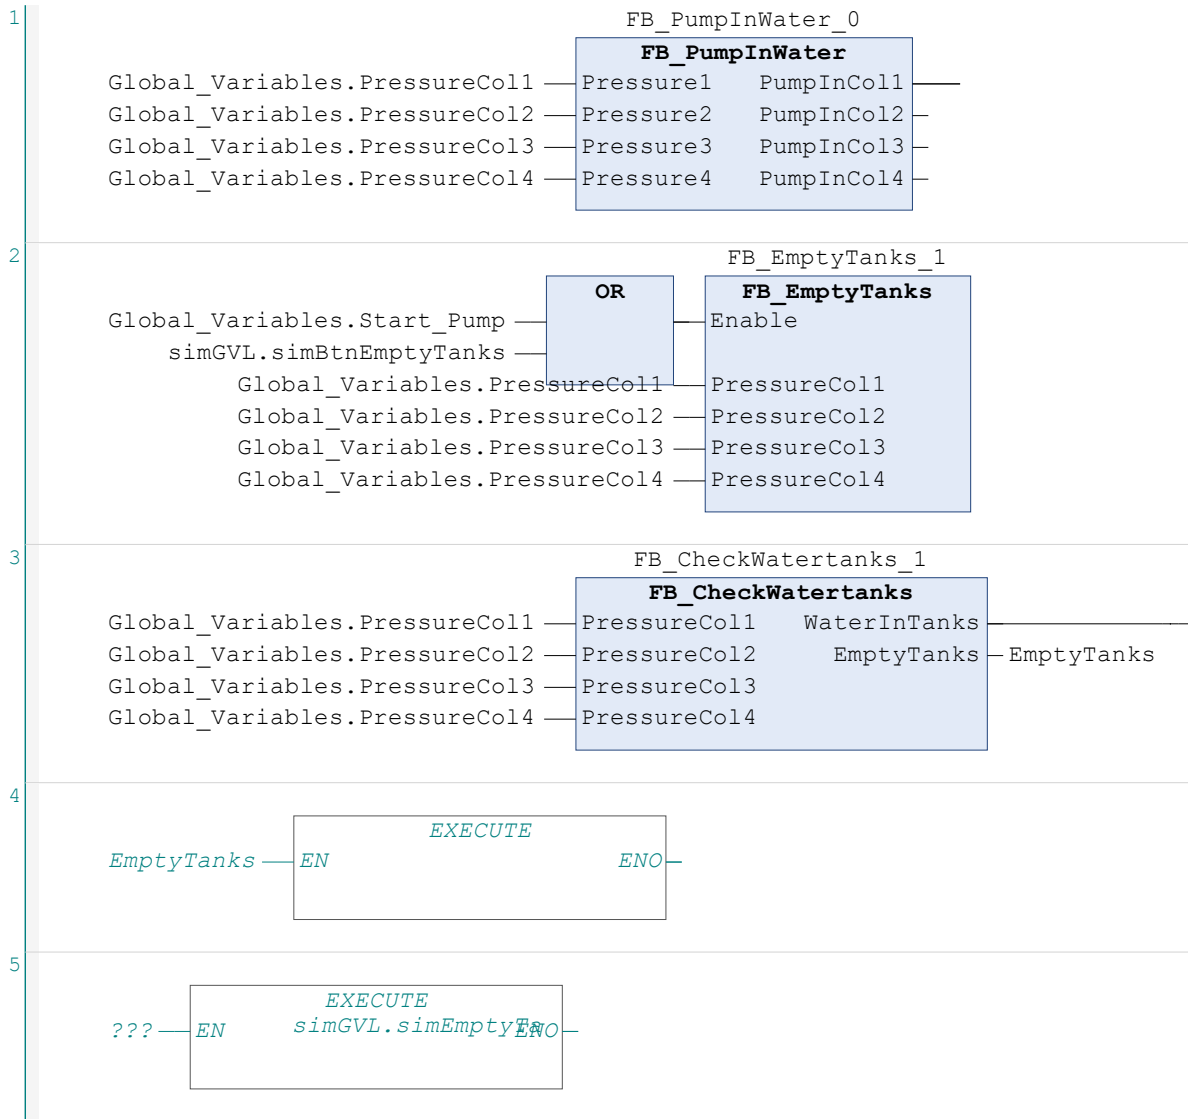 1
FB_PumpInWater_0
FB_PumpInWater
Global_Variables.PressureCol1 Pressure1 PumpInCol1
Global_Variables.PressureCol2 Pressure2 PumpInCol2
Global_Variables.PressureCol3 Pressure3 PumpInCol3
Global_Variables.PressureCol4 Pressure4 PumpInCol4
2
FB_EmptyTanks_1
OR FB_EmptyTanks
Global_Variables.Start_Pump Enable
simGVL.simBtnEmptyTanks
Global_Variables.PressureCol1 PressureCol1
Global_Variables.PressureCol2 PressureCol2
Global_Variables.PressureCol3 PressureCol3
Global_Variables.PressureCol4 PressureCol4
3
FB_CheckWatertanks_1
FB_CheckWatertanks
Global_Variables.PressureCol1 PressureCol1 WaterInTanks
Global_Variables.PressureCol2 PressureCol2 EmptyTanks EmptyTanks
Global_Variables.PressureCol3 PressureCol3
Global_Variables.PressureCol4 PressureCol4
4
EXECUTE
EmptyTanks EN ENO
5
EXECUTE
??? EN simGVL.simEmptyTa ENO